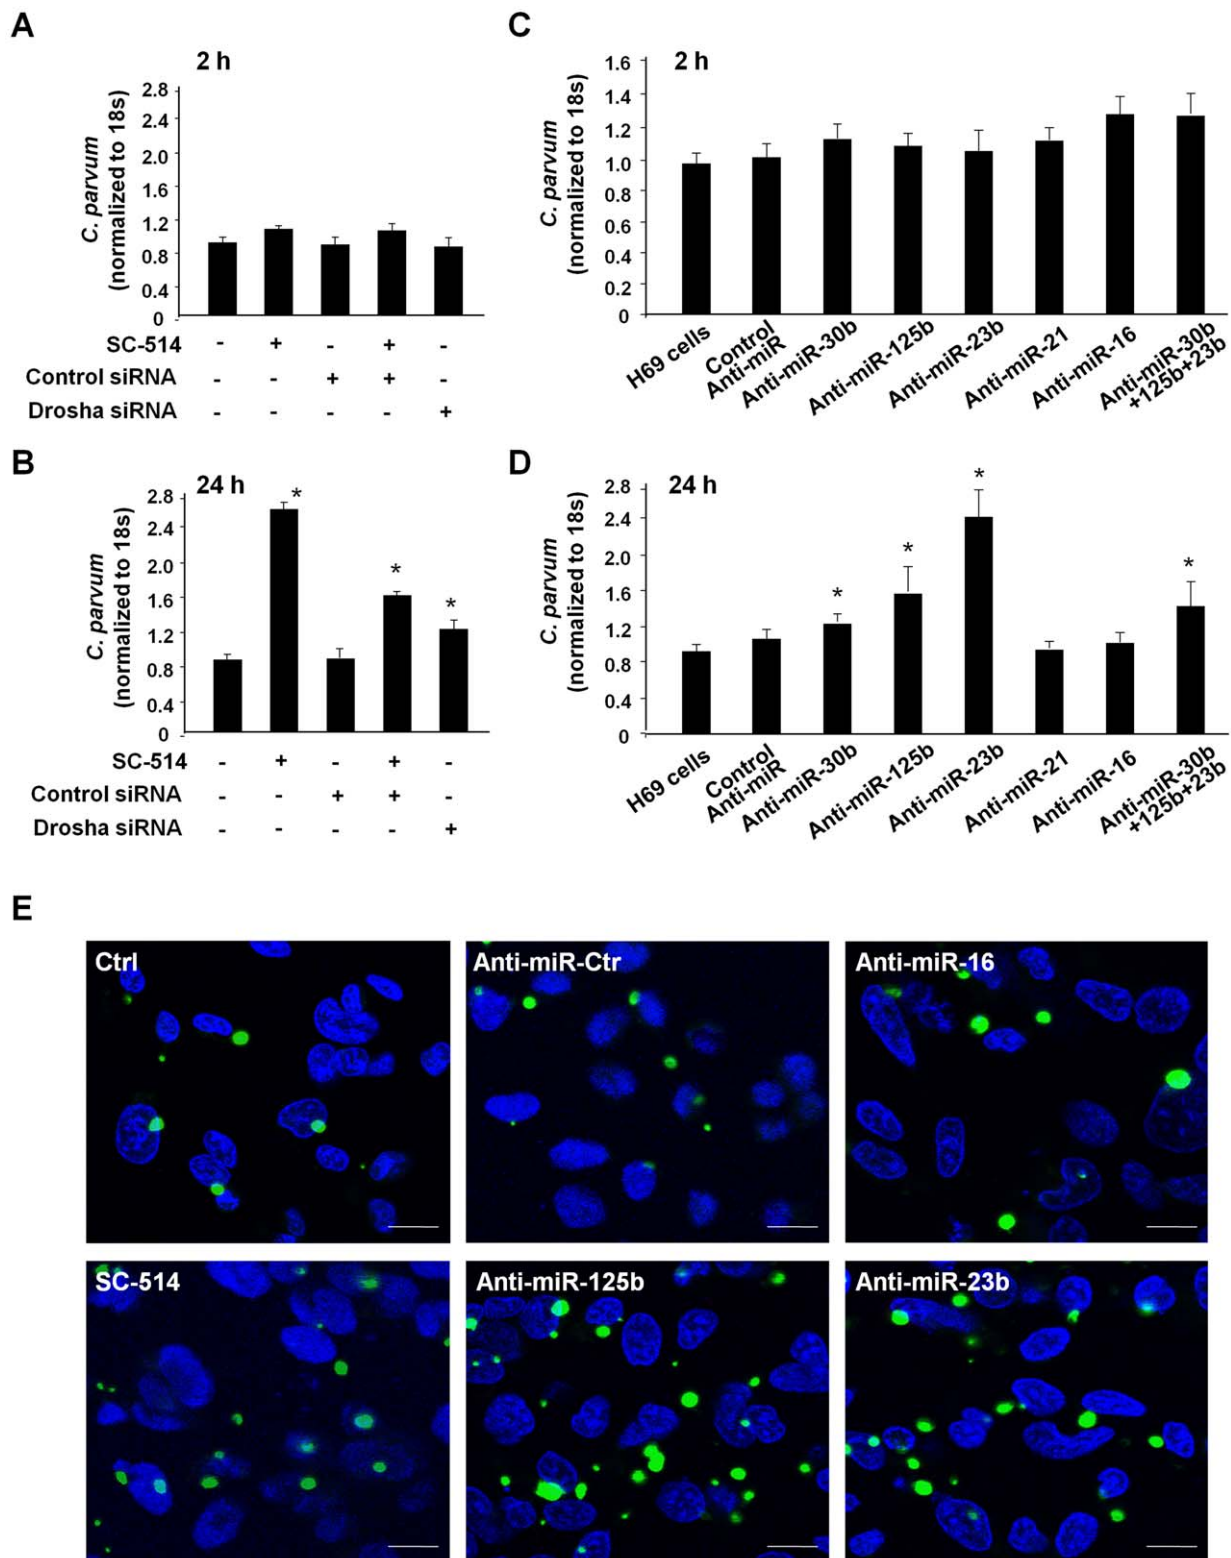 A
2 h
2.8
2.4
2.0
1.6
1.2
0.8
0.4
0
C. parvum
(normalized to 18s)
SC-514 - + - + -
Control siRNA - - + + -
Drosha siRNA - - - - +
B
24 h
2.8
2.4
2.0
1.6
1.2
0.8
0.4
0
C. parvum
(normalized to 18s)
* * *
SC-514 - + - + -
Control siRNA - - + + -
Drosha siRNA - - - - +
C
2 h
1.6
1.4
1.2
1.0
0.8
0.6
0.4
0.2
0
C. parvum
(normalized to 18s)
H69 cells
Control
Anti-miR
Anti-miR-30b
Anti-miR-125b
Anti-miR-23b
Anti-miR-21
Anti-miR-16
Anti-miR-30b
+125b+23b
D
24 h
2.8
2.4
2.0
1.6
1.2
0.8
0.4
0
C. parvum
(normalized to 18s)
* * * *
H69 cells
Control
Anti-miR
Anti-miR-30b
Anti-miR-125b
Anti-miR-23b
Anti-miR-21
Anti-miR-16
Anti-miR-30b
+125b+23b
E
Ctrl
Anti-miR-Ctr
Anti-miR-16
SC-514
Anti-miR-125b
Anti-miR-23b